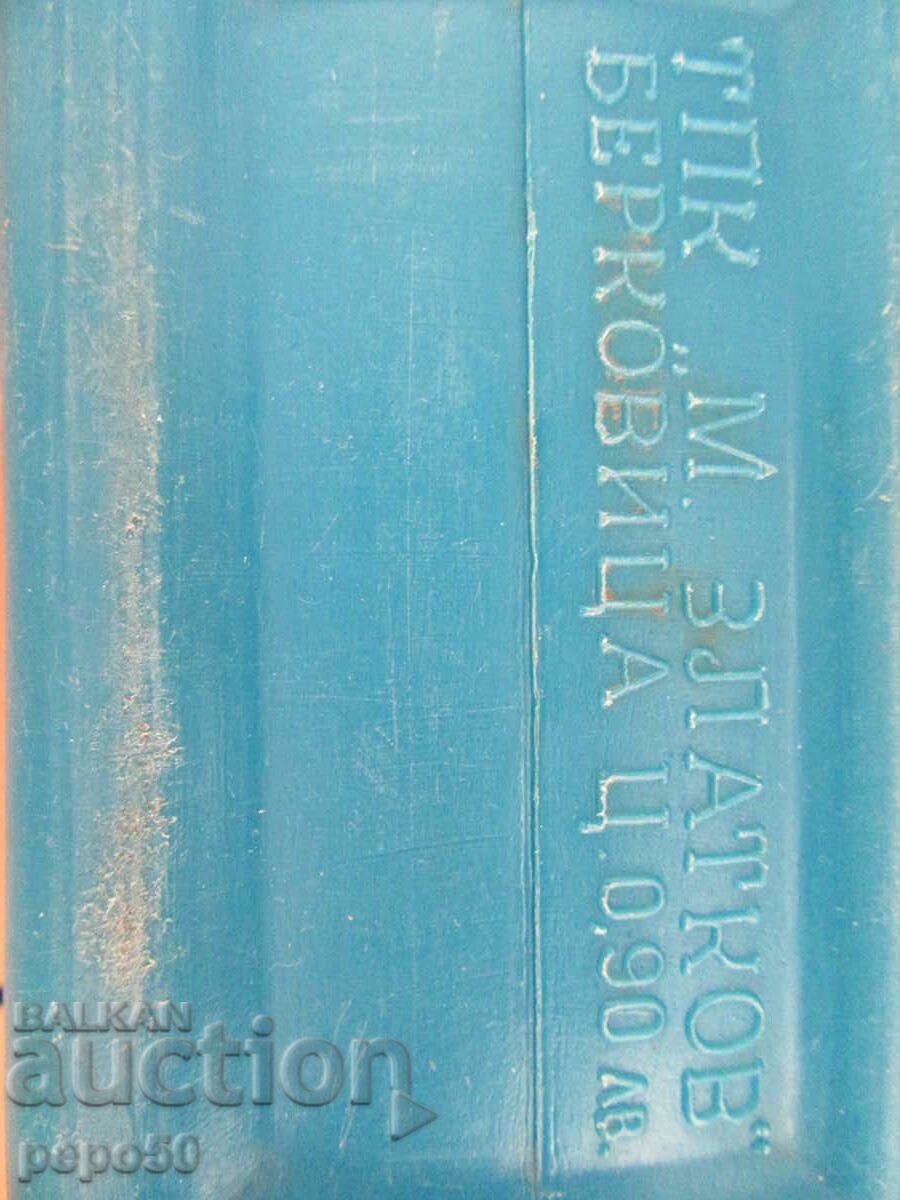 ТПК „М. ЗЛАТКОВ“
БЕРКОВИЦА Ц. 0,90 ЛВ.
BALKAN
auction
pepo50